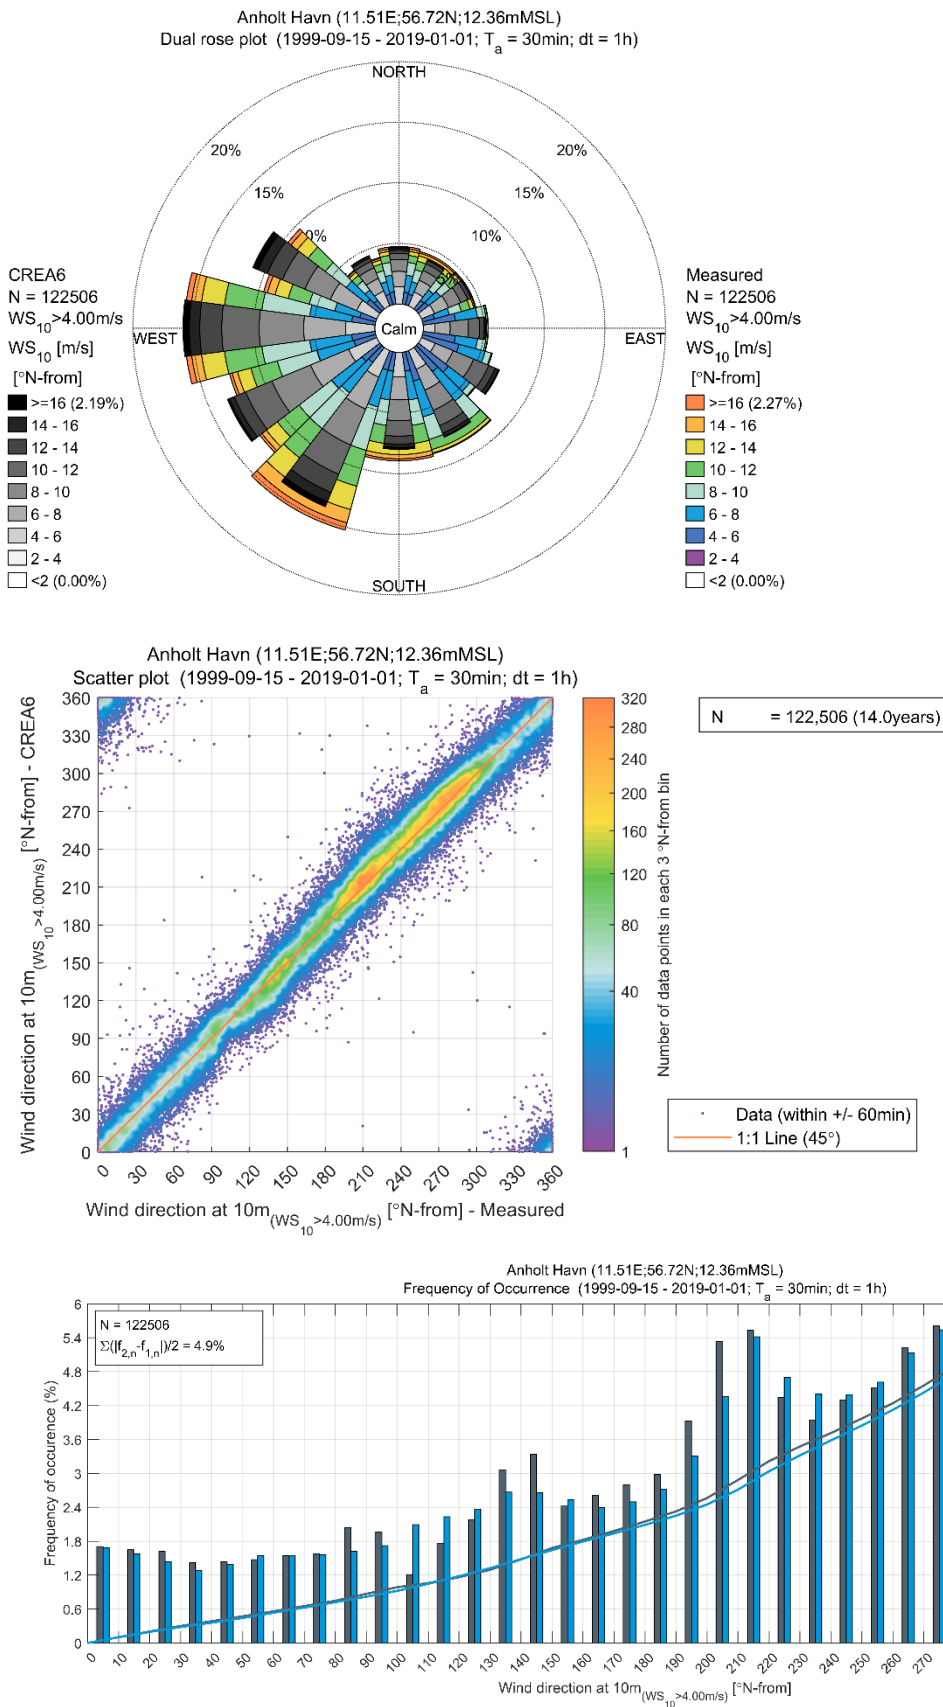 Anholt Havn (11.51E;56.72N;12.36mMSL)
Dual rose plot (1999-09-15 - 2019-01-01; Ta = 30min; dt = 1h)
NORTH
20%
20%
15%
15%
0%
10%
CREA6
N = 122506
WS10>4.00m/s
WS10 [m/s]
[°N-from]
>=16 (2.19%)
14 - 16
12 - 14
10 - 12
8 - 10
6 - 8
4 - 6
2 - 4
<2 (0.00%)
WEST
Calm
EAST
SOUTH
Measured
N = 122506
WS10>4.00m/s
WS10 [m/s]
[°N-from]
>=16 (2.27%)
14 - 16
12 - 14
10 - 12
8 - 10
6 - 8
4 - 6
2 - 4
<2 (0.00%)
Anholt Havn (11.51E;56.72N;12.36mMSL)
Scatter plot (1999-09-15 - 2019-01-01; Ta = 30min; dt = 1h)
Wind direction at 10m(WS10>4.00m/s) [°N-from] - CREA6
360
330
300
270
240
210
180
150
120
90
60
30
0
0
30
60
90
120
150
180
210
240
270
300
330
360
Wind direction at 10m(WS10>4.00m/s) [°N-from] - Measured
320
280
240
200
160
120
80
40
1
Number of data points in each 3 °N-from bin
N = 122,506 (14.0years)
Data (within +/- 60min)
1:1 Line (45°)
Anholt Havn (11.51E;56.72N;12.36mMSL)
Frequency of Occurrence (1999-09-15 - 2019-01-01; Ta = 30min; dt = 1h)
N = 122506
Σ(|f2,n-f1,n|)/2 = 4.9%
Frequency of occurence (%)
6
5.4
4.8
4.2
3.6
3
2.4
1.8
1.2
0.6
0
0
10
20
30
40
50
60
70
80
90
100
110
120
130
140
150
160
170
180
190
200
210
220
230
240
250
260
270
Wind direction at 10m(WS10>4.00m/s) [°N-from]